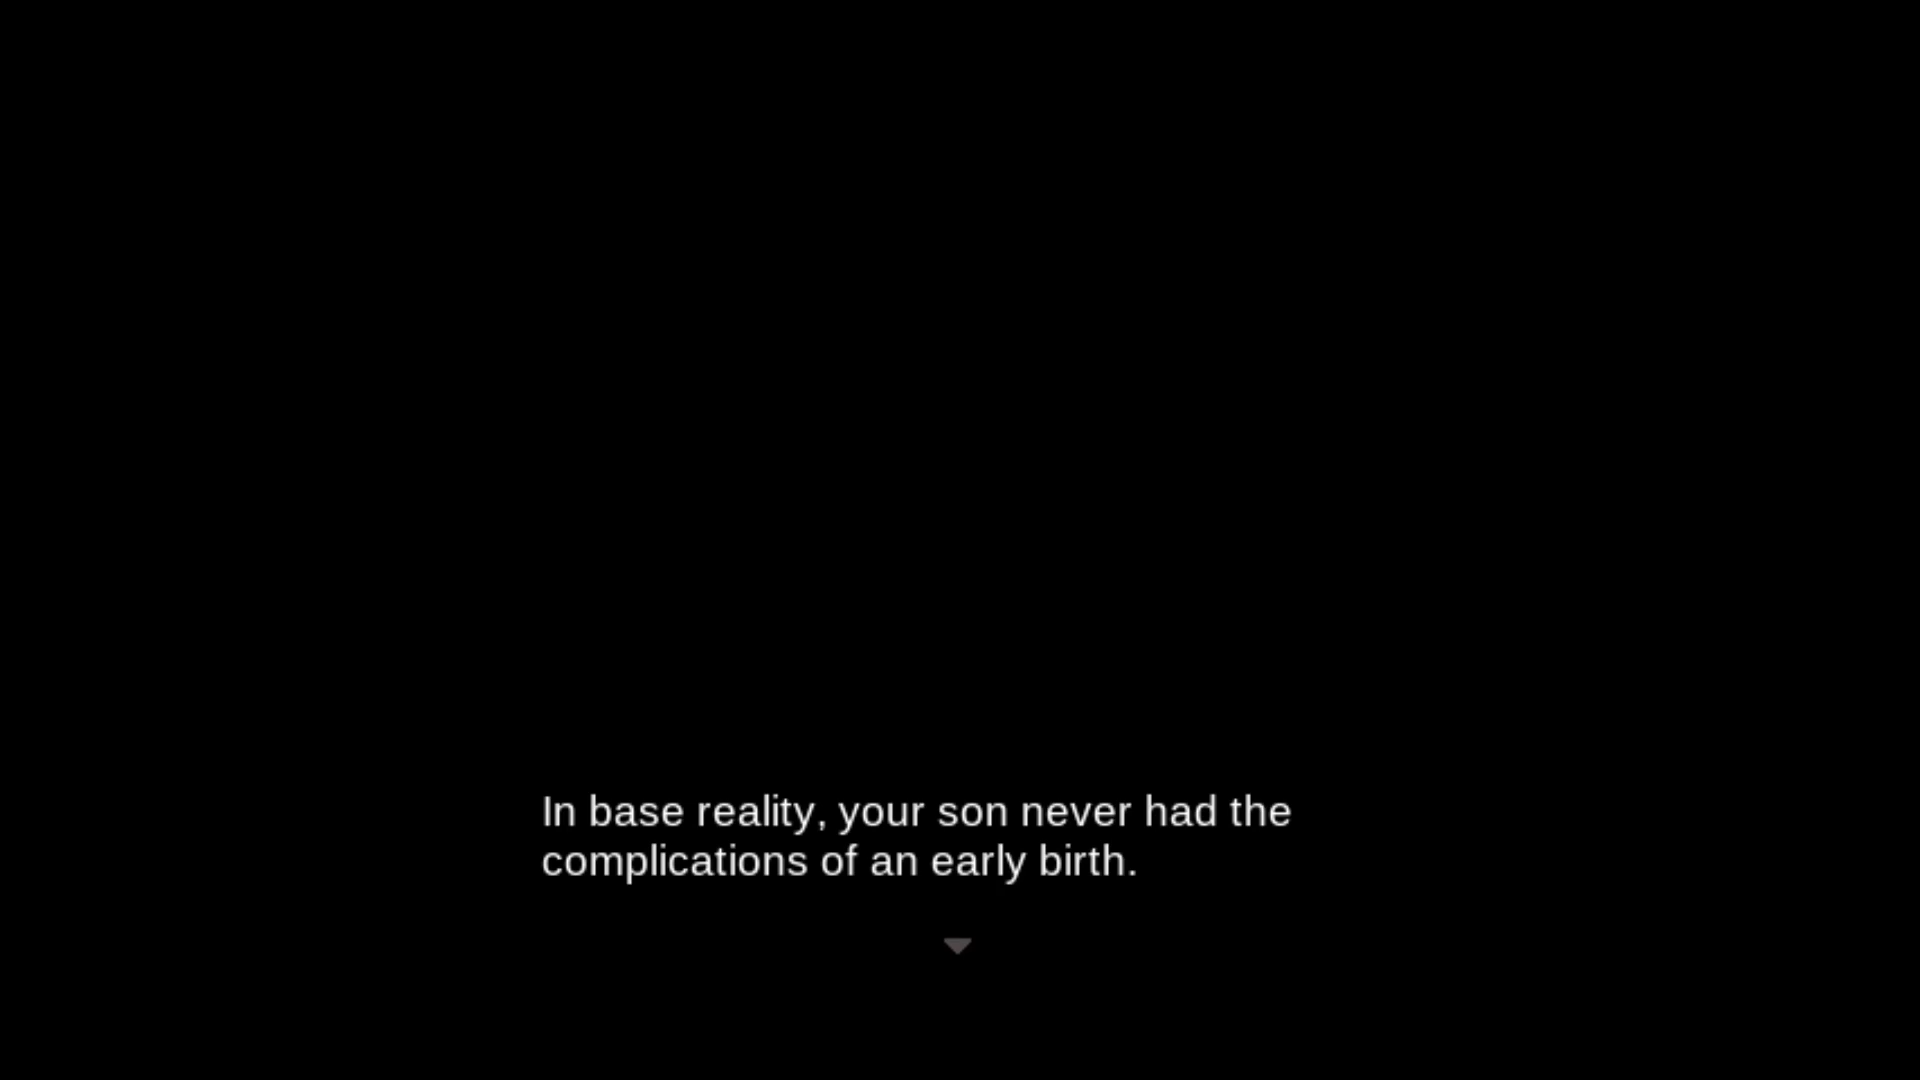 In base reality, your son never had the
complications of an early birth.